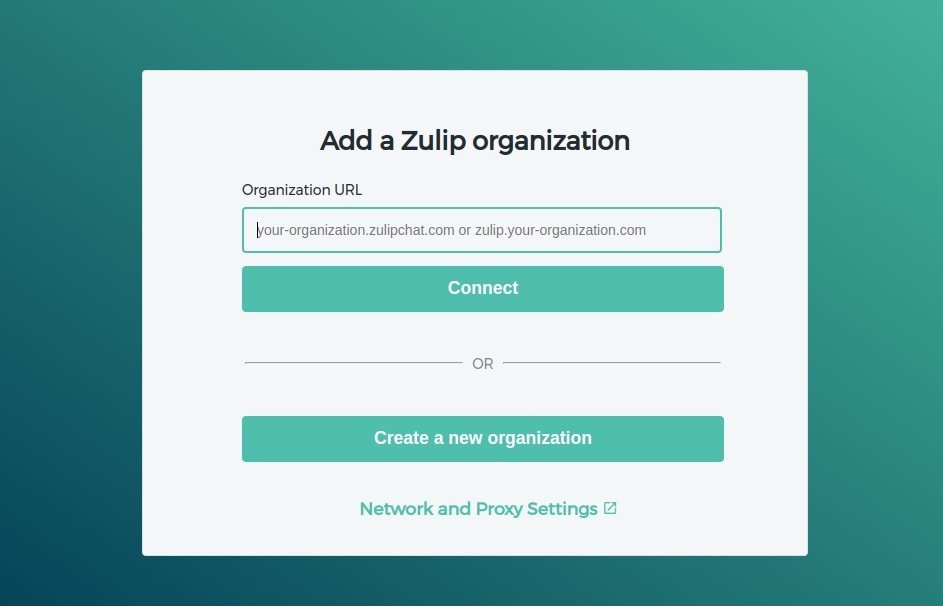 Add a Zulip organization
Organization URL
your-organization.zulipchat.com or zulip.your-organization.com
Connect
OR
Create a new organization
Network and Proxy Settings